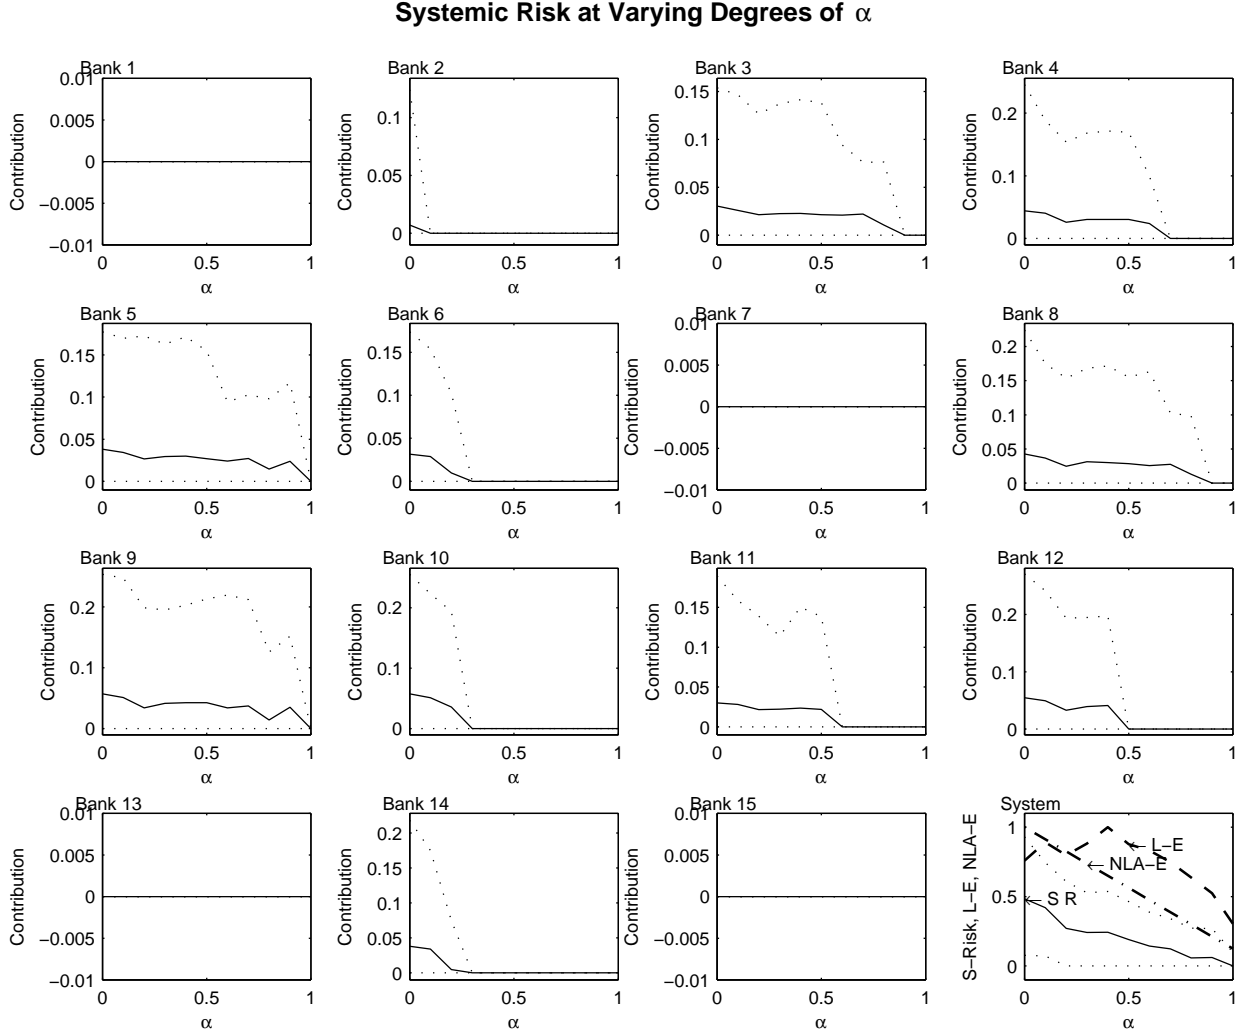 Systemic Risk at Varying Degrees of α
Bank 1
0.01
0.005
0
−0.005
−0.01
Contribution
0 0.5 1
α
Bank 2
0.1
0.05
0
Contribution
0 0.5 1
α
Bank 3
0.15
0.1
0.05
0
Contribution
0 0.5 1
α
Bank 4
0.2
0.1
0
Contribution
0 0.5 1
α
Bank 5
0.15
0.1
0.05
0
Contribution
0 0.5 1
α
Bank 6
0.15
0.1
0.05
0
Contribution
0 0.5 1
α
Bank 7
0.01
0.005
0
−0.005
−0.01
Contribution
0 0.5 1
α
Bank 8
0.2
0.15
0.1
0.05
0
Contribution
0 0.5 1
α
Bank 9
0.2
0.1
0
Contribution
0 0.5 1
α
Bank 10
0.2
0.1
0
Contribution
0 0.5 1
α
Bank 11
0.15
0.1
0.05
0
Contribution
0 0.5 1
α
Bank 12
0.2
0.1
0
Contribution
0 0.5 1
α
Bank 13
0.01
0.005
0
−0.005
−0.01
Contribution
0 0.5 1
α
Bank 14
0.2
0.15
0.1
0.05
0
Contribution
0 0.5 1
α
Bank 15
0.01
0.005
0
−0.005
−0.01
Contribution
0 0.5 1
α
System
1
0.5
0
S−Risk, L−E, NLA−E
← L−E
← NLA−E
← S R
0 0.5 1
α